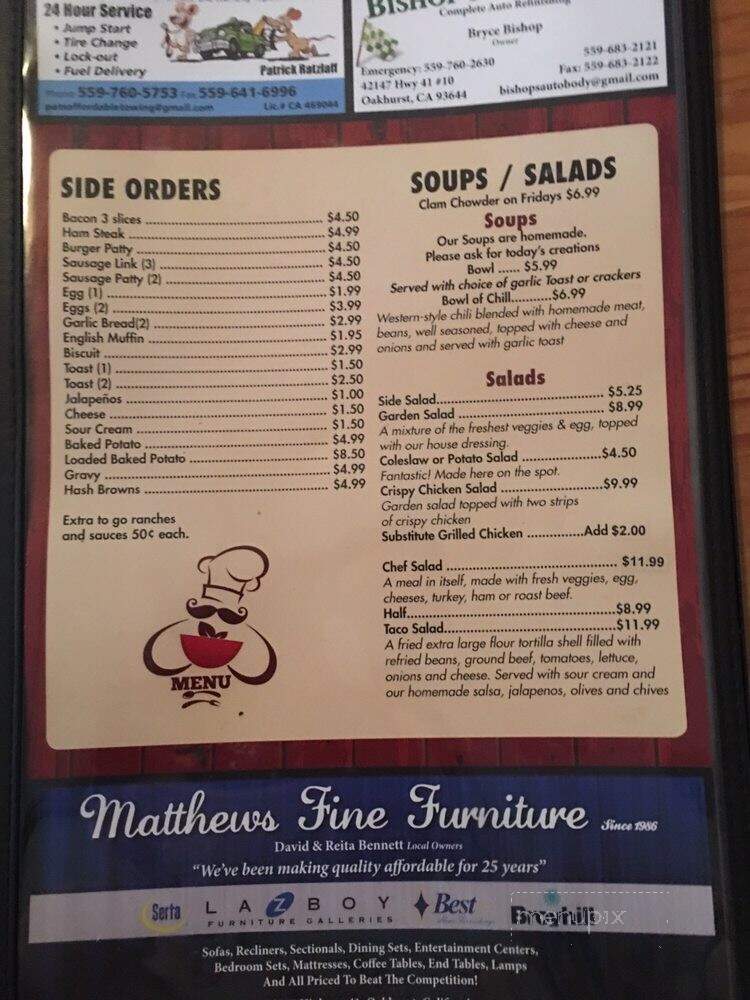 24 Hour Service
• Jump Start
• Tire Change
• Lock-out
• Fuel Delivery
Patrick Ratzlaff
Phone 559-760-5753 Fax 559-641-6996
Lic.# CA 469044
BISHOP
Complete Auto
Bryce Bishop
Owner
559-683-2121
Emergency: 559-760-2630
Fax: 559-683-2122
42147 Hwy 41 #10
bishopsautobody@gmail.com
Oakhurst, CA 93644
SIDE ORDERS
Bacon 3 slices $4.50
Ham Steak $4.99
Burger Patty $4.50
Sausage Link (3) $4.50
Sausage Patty (2) $4.50
Egg (1) $1.99
Eggs (2) $3.99
Garlic Bread(2) $2.99
English Muffin $1.95
Biscuit $2.99
Toast (1) $1.50
Toast (2) $2.50
Jalapeños $1.00
Cheese $1.50
Sour Cream $1.50
Baked Potato $4.99
Loaded Baked Potato $8.50
Gravy $4.99
Hash Browns $4.99
Extra to go ranches
and sauces 50¢ each.
MENU
SOUPS / SALADS
Clam Chowder on Fridays $6.99
Soups
Our Soups are homemade.
Please ask for today's creations
Bowl ...... $5.99
Served with choice of garlic Toast or crackers
Bowl of Chili..........$6.99
Western-style chili blended with homemade meat,
beans, well seasoned, topped with cheese and
onions and served with garlic toast
Salads
Side Salad $5.25
Garden Salad $8.99
A mixture of the freshest veggies & egg, topped
with our house dressing.
Coleslaw or Potato Salad $4.50
Fantastic! Made here on the spot.
Crispy Chicken Salad $9.99
Garden salad topped with two strips
of crispy chicken
Substitute Grilled Chicken Add $2.00
Chef Salad $11.99
A meal in itself, made with fresh veggies, egg,
cheeses, turkey, ham or roast beef.
Half $8.99
Taco Salad $11.99
A fried extra large flour tortilla shell filled with
refried beans, ground beef, tomatoes, lettuce,
onions and cheese. Served with sour cream and
our homemade salsa, jalapenos, olives and chives
Matthews Fine Furniture Since 1986
David & Reita Bennett Local Owners
"We've been making quality affordable for 25 years"
Serta LA Z BOY Best Broyhill
FURNITURE GALLERIES
menupix
Sofas, Recliners, Sectionals, Dining Sets, Entertainment Centers,
Bedroom Sets, Mattresses, Coffee Tables, End Tables, Lamps
And All Priced To Beat The Competition!